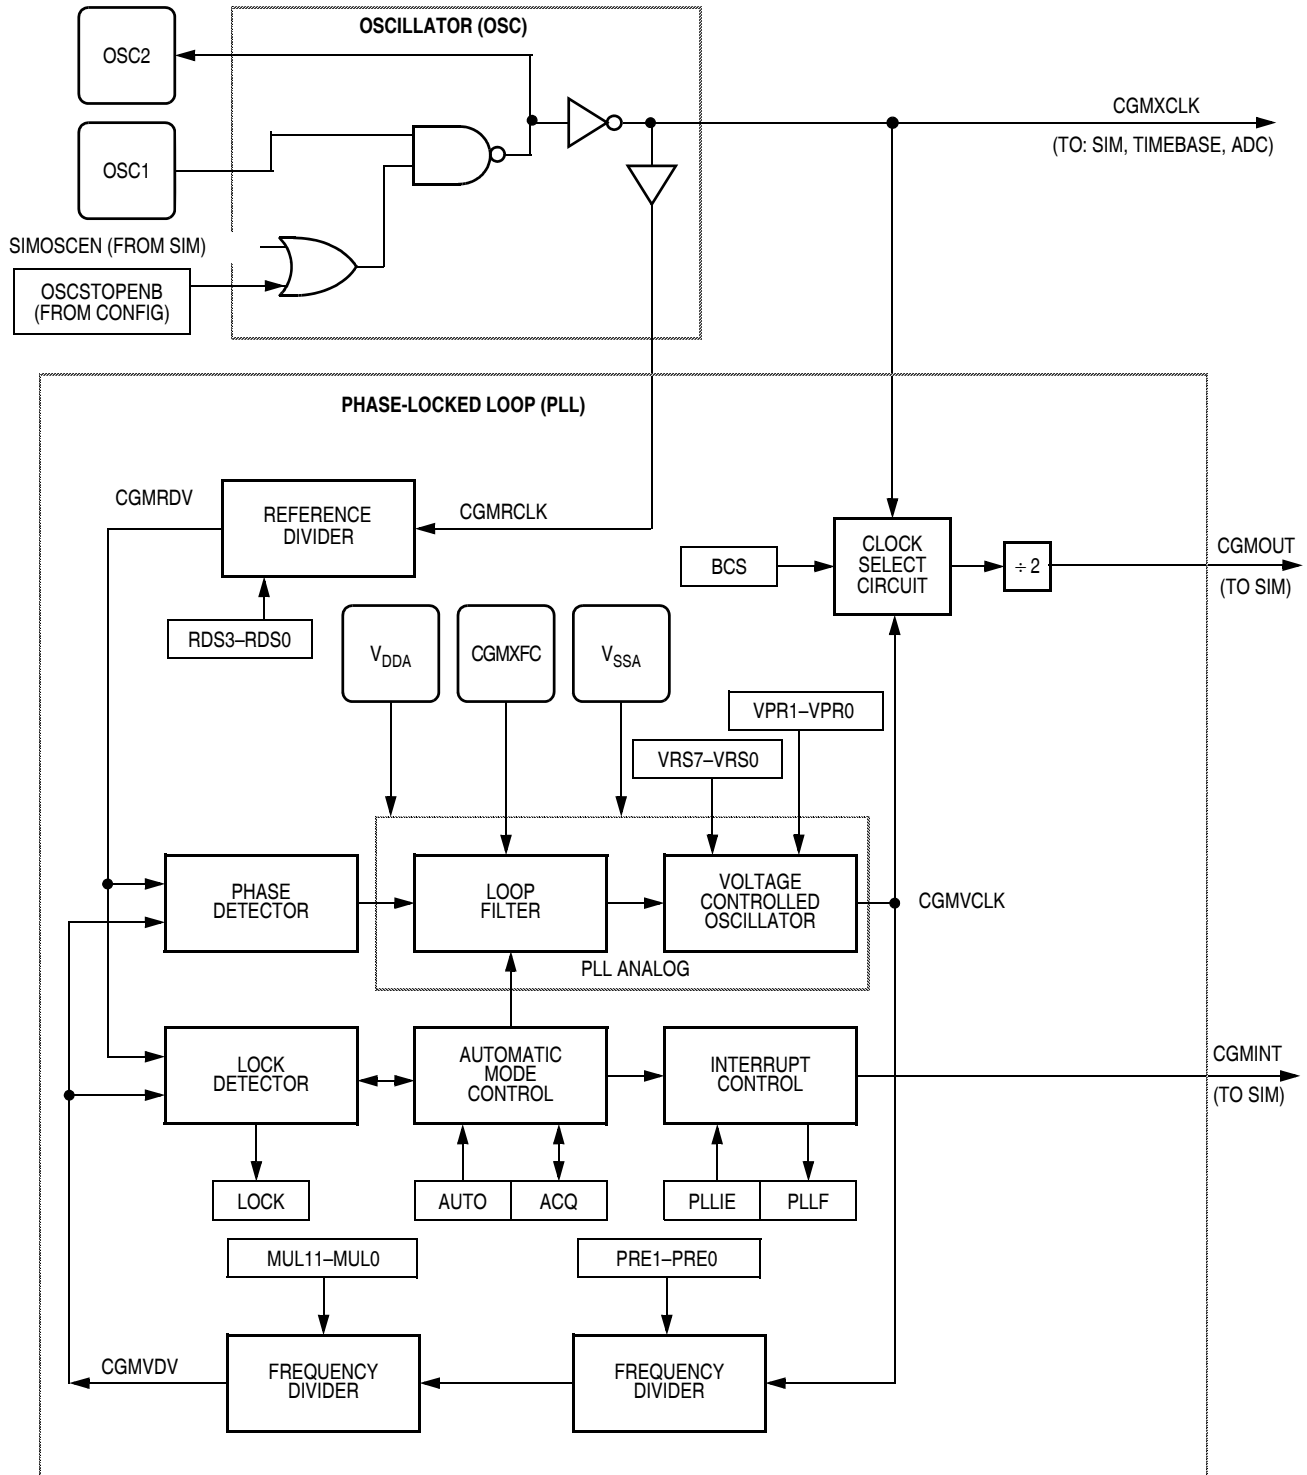 OSCILLATOR (OSC)
OSC2
CGMXCLK
(TO: SIM, TIMEBASE, ADC)
OSC1
SIMOSCEN (FROM SIM)
OSCSTOPENB
(FROM CONFIG)
PHASE-LOCKED LOOP (PLL)
CGMRDV
REFERENCE
DIVIDER
CGMRCLK
CLOCK
SELECT
CIRCUIT
BCS
÷ 2
CGMOUT
(TO SIM)
RDS3–RDS0
VDDA
CGMXFC
VSSA
VPR1–VPR0
VRS7–VRS0
PHASE
DETECTOR
LOOP
FILTER
VOLTAGE
CONTROLLED
OSCILLATOR
CGMVCLK
PLL ANALOG
LOCK
DETECTOR
AUTOMATIC
MODE
CONTROL
INTERRUPT
CONTROL
CGMINT
(TO SIM)
LOCK
AUTO
ACQ
PLLIE
PLLF
MUL11–MUL0
PRE1–PRE0
CGMVDV
FREQUENCY
DIVIDER
FREQUENCY
DIVIDER